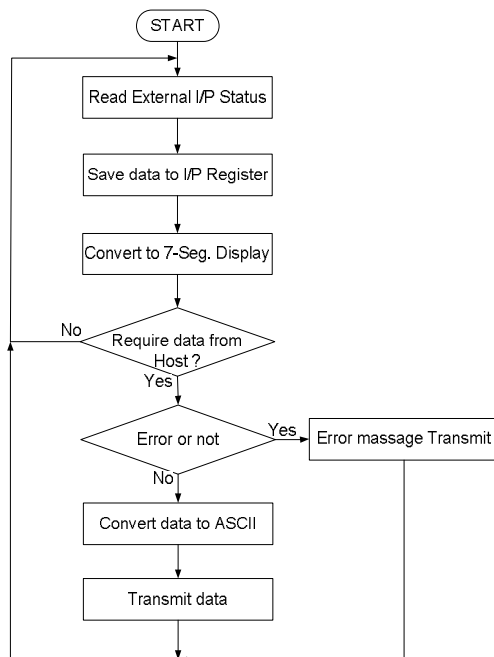 START
Read External I/P Status
Save data to I/P Register
Convert to 7-Seg. Display
No
Require data from
Host ?
Yes
Error or not
Yes
Error massage Transmit
No
Convert data to ASCII
Transmit data